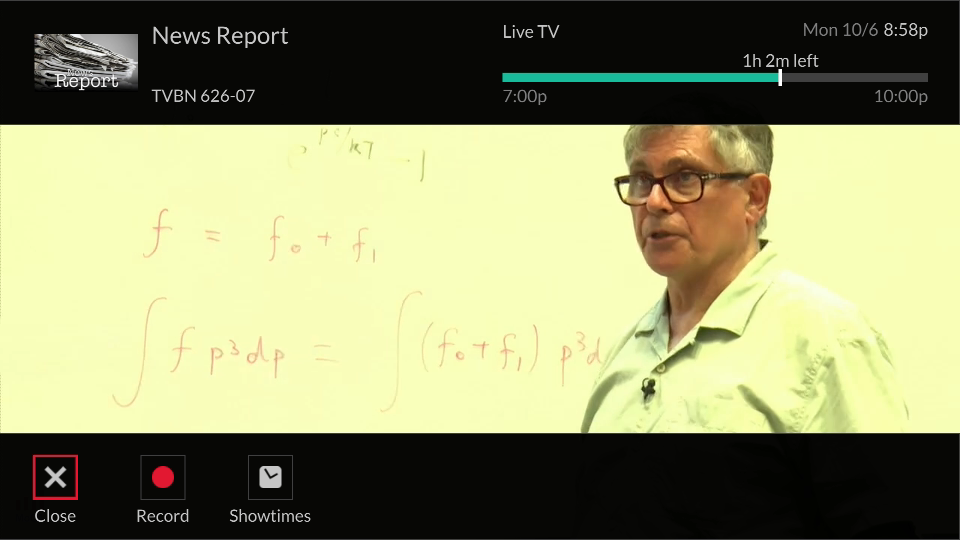 News Report
Live TV
Mon 10/6 8:58p
1h 2m left
Report
TVBN 626-07
7:00p
10:00p
f = f₀ + f₁
∫ f p³ dp = ∫ (f₀ + f₁) p³ d
Close
Record
Showtimes